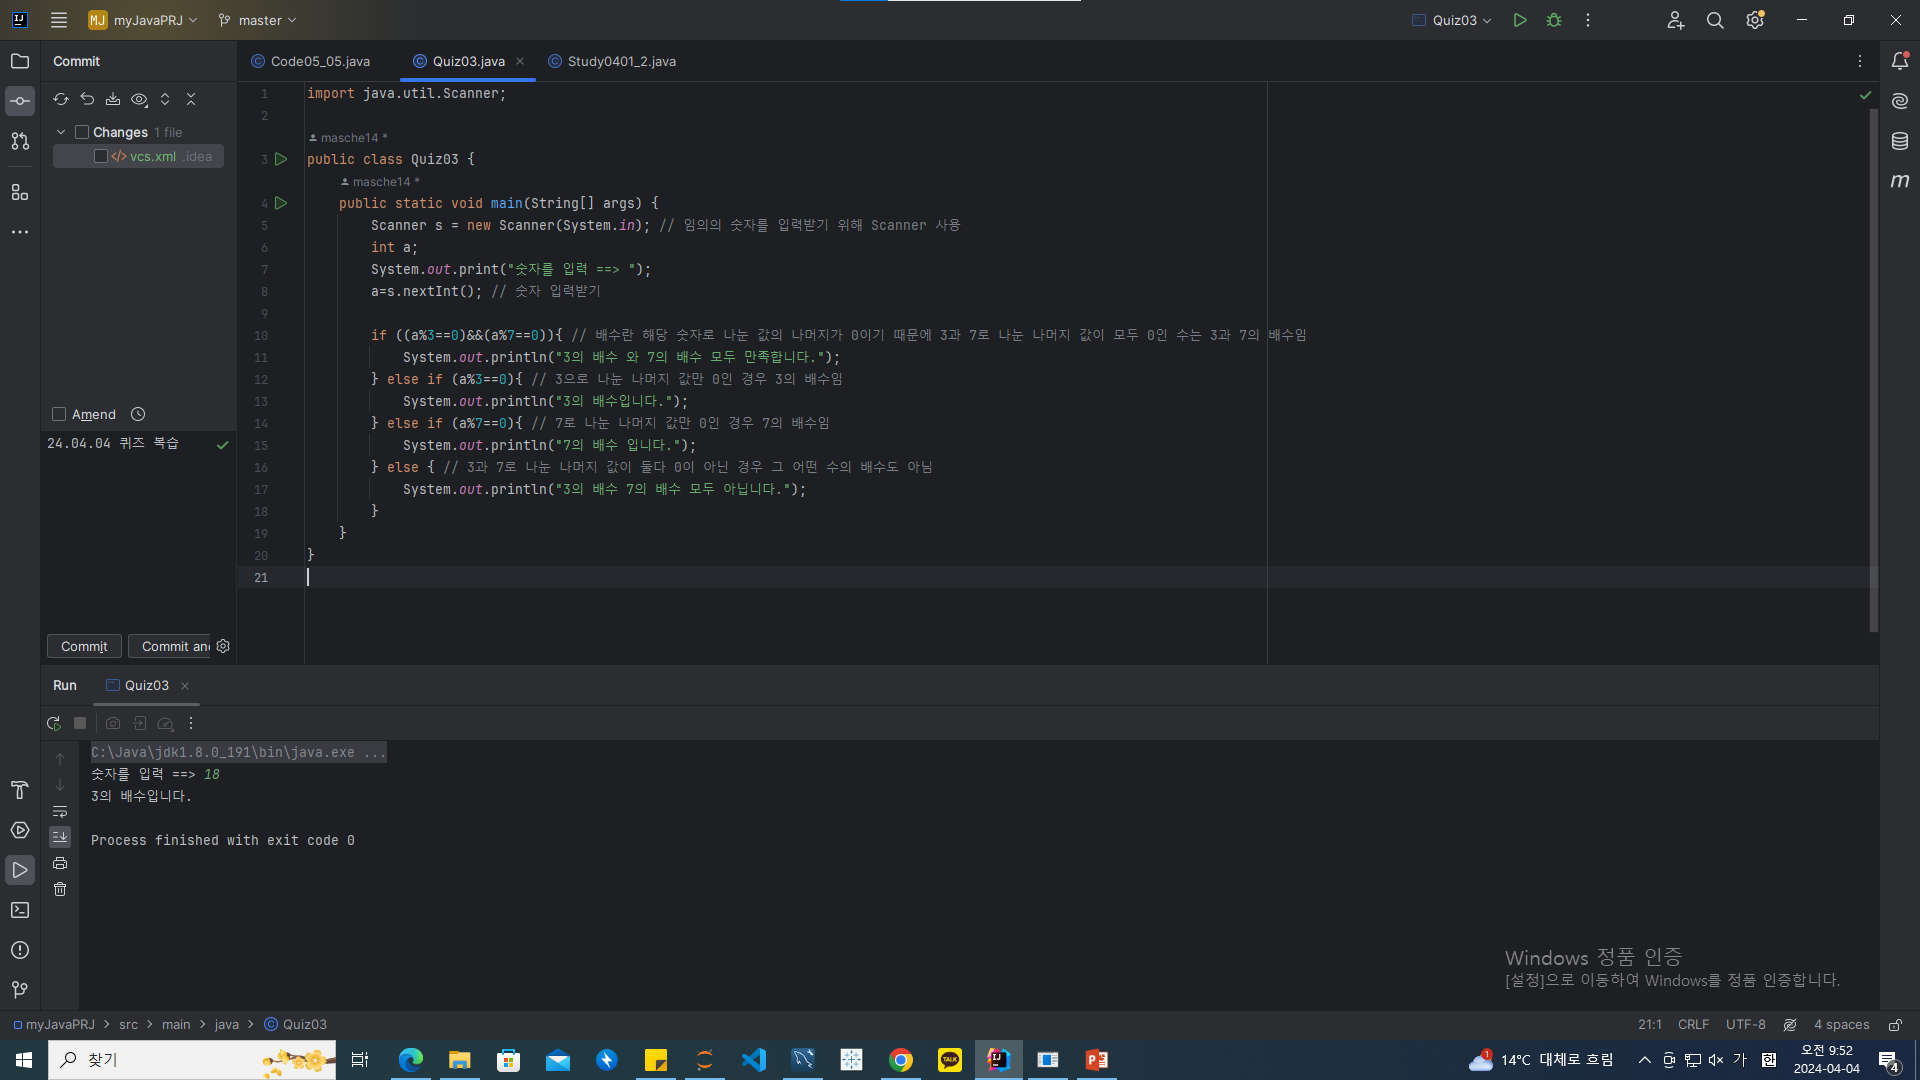 MJ myJavaPRJ master Quiz03
Commit
Code05_05.java Quiz03.java Study0401_2.java
Changes 1 file
vcs.xml .idea
Amend
24.04.04 퀴즈 복습
Commit Commit an
1 import java.util.Scanner;
2
masche14 *
3 public class Quiz03 {
masche14 *
4 public static void main(String[] args) {
5 Scanner s = new Scanner(System.in); // 임의의 숫자를 입력받기 위해 Scanner 사용
6 int a;
7 System.out.print("숫자를 입력 ==> ");
8 a=s.nextInt(); // 숫자 입력받기
9
10 if ((a%3==0)&&(a%7==0)){ // 배수란 해당 숫자로 나눈 값의 나머지가 0이기 때문에 3과 7로 나눈 나머지 값이 모두 0인 수는 3과 7의 배수임
11 System.out.println("3의 배수 와 7의 배수 모두 만족합니다.");
12 } else if (a%3==0){ // 3으로 나눈 나머지 값만 0인 경우 3의 배수임
13 System.out.println("3의 배수입니다.");
14 } else if (a%7==0){ // 7로 나눈 나머지 값만 0인 경우 7의 배수임
15 System.out.println("7의 배수 입니다.");
16 } else { // 3과 7로 나눈 나머지 값이 둘다 0이 아닌 경우 그 어떤 수의 배수도 아님
17 System.out.println("3의 배수 7의 배수 모두 아닙니다.");
18 }
19 }
20 }
21
Run Quiz03
C:\Java\jdk1.8.0_191\bin\java.exe ...
숫자를 입력 ==> 18
3의 배수입니다.
Process finished with exit code 0
Windows 정품 인증
[설정]으로 이동하여 Windows를 정품 인증합니다.
myJavaPRJ > src > main > java > Quiz03
21:1 CRLF UTF-8 4 spaces
찾기
1 14°C 대체로 흐림 가 한 오전 9:52
2024-04-04 4